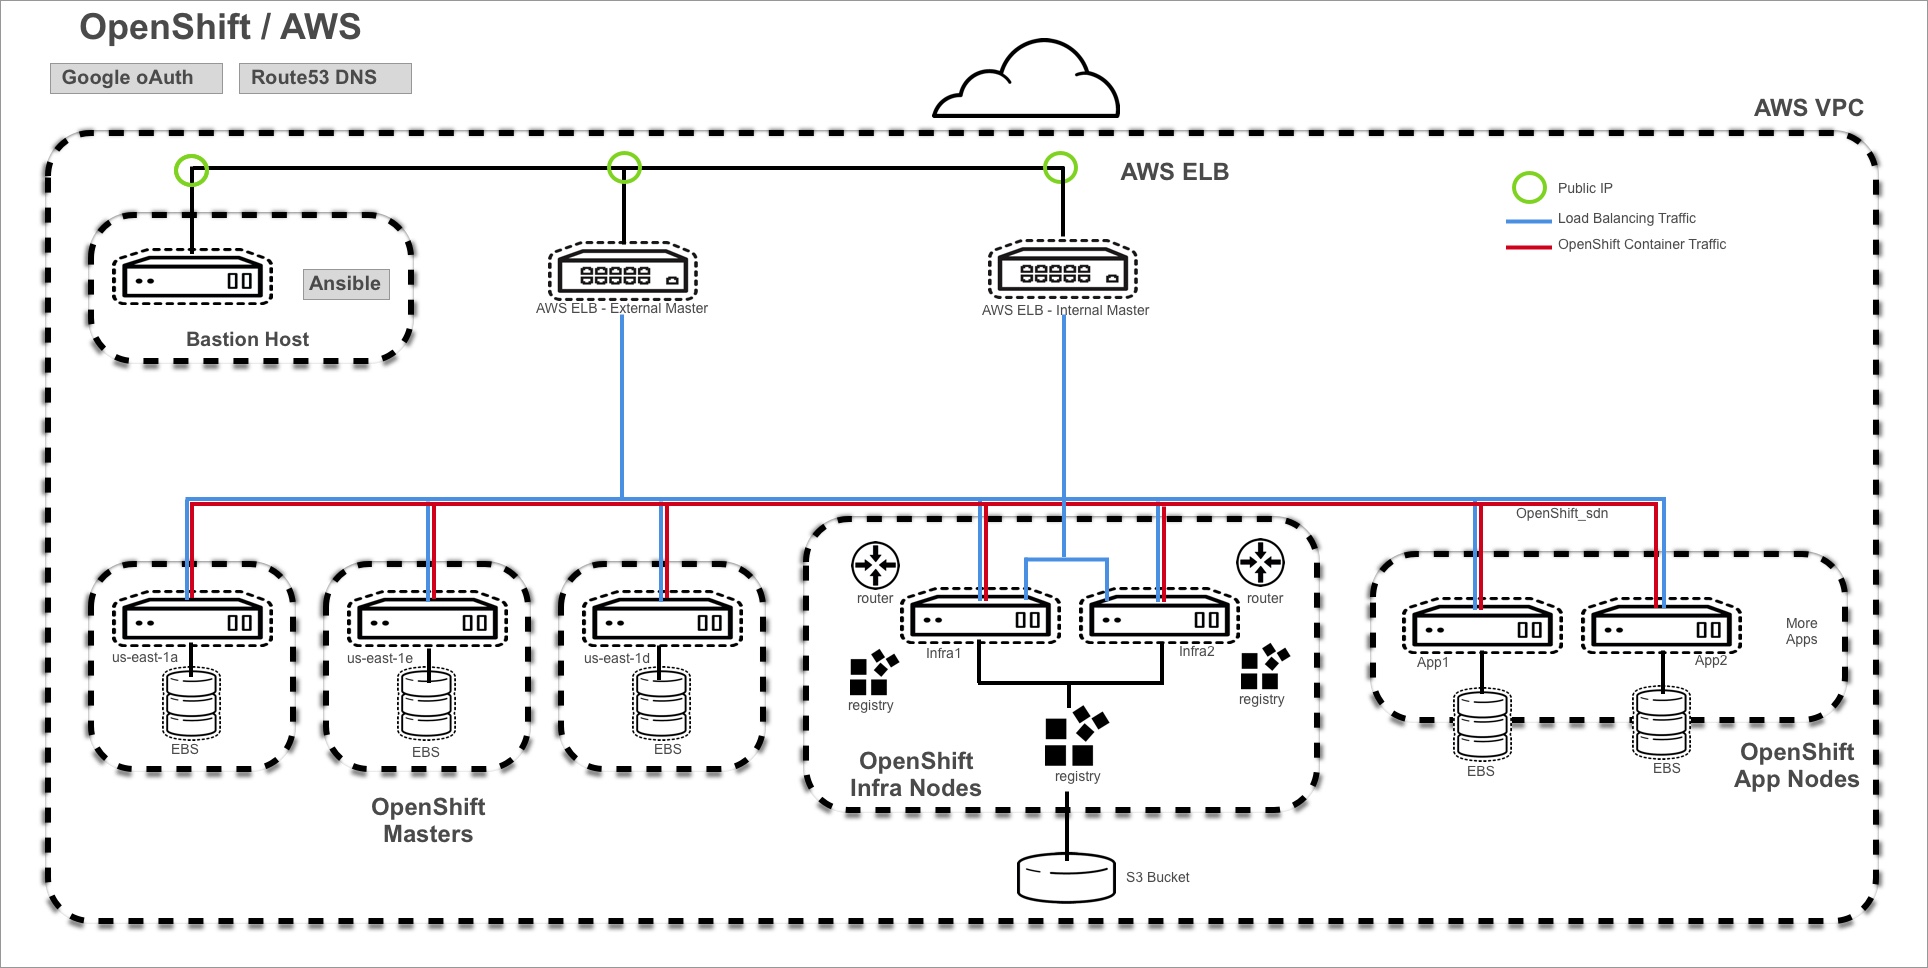 OpenShift / AWS
Google oAuth
Route53 DNS
AWS VPC
AWS ELB
Public IP
Load Balancing Traffic
OpenShift Container Traffic
Ansible
Bastion Host
AWS ELB - External Master
AWS ELB - Internal Master
OpenShift_sdn
router
router
us-east-1a
us-east-1e
us-east-1d
Infra1
Infra2
App1
App2
More
Apps
registry
registry
EBS
EBS
EBS
registry
EBS
EBS
OpenShift
Masters
OpenShift
Infra Nodes
OpenShift
App Nodes
S3 Bucket